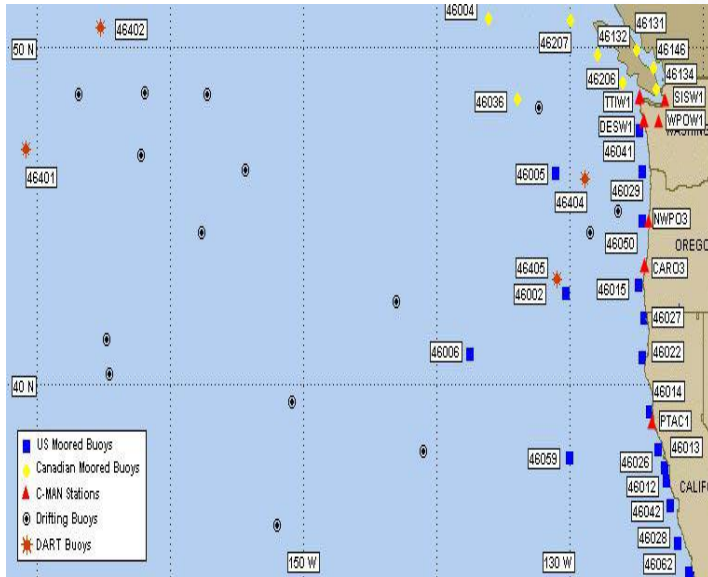 46004
46131
46402
46132
46146
50 N
46207
46134
46206
46036
TTIW1
SISW1
DESW1
WPOW1
WASHING
46041
46401
46005
46029
46404
NWPO3
46050
OREGO
46405
CARO3
46002
46015
46027
46006
46022
40 N
46014
PTAC1
US Moored Buoys
46013
Canadian Moored Buoys
46059
46026
C-MAN Stations
46012
CALIF
Drifting Buoys
46042
DART Buoys
46028
150 W
130 W
46062